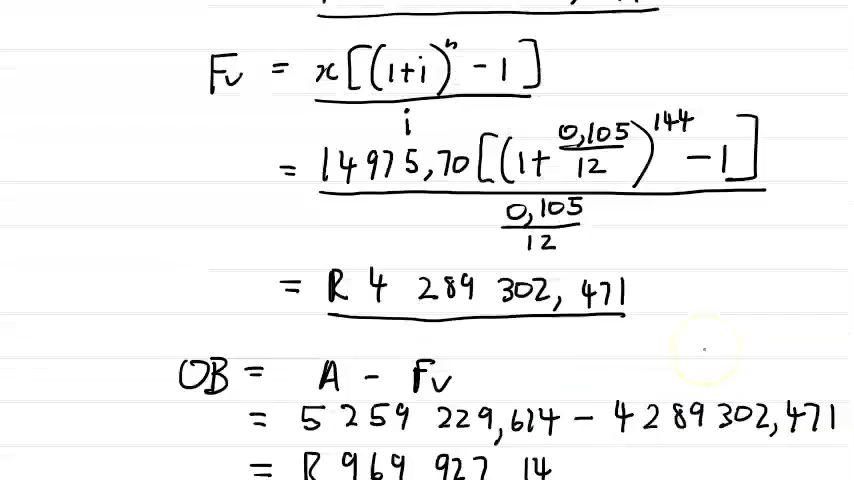 Fv = x[(1+i)^n - 1]
i
= 14975,70[(1+ 0,105/12)^144 - 1]
0,105/12
= R 4 289 302,471
OB = A - Fv
= 5 259 229,614 - 4 289 302,471
= R 969 927 14